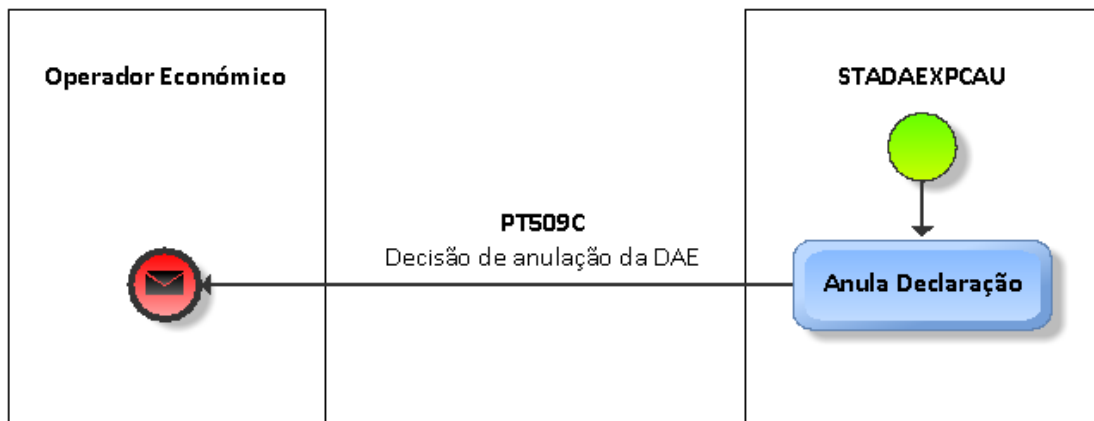 Operador Económico
STADAEXPCAU
PT509C
Decisão de anulação da DAE
Anula Declaração